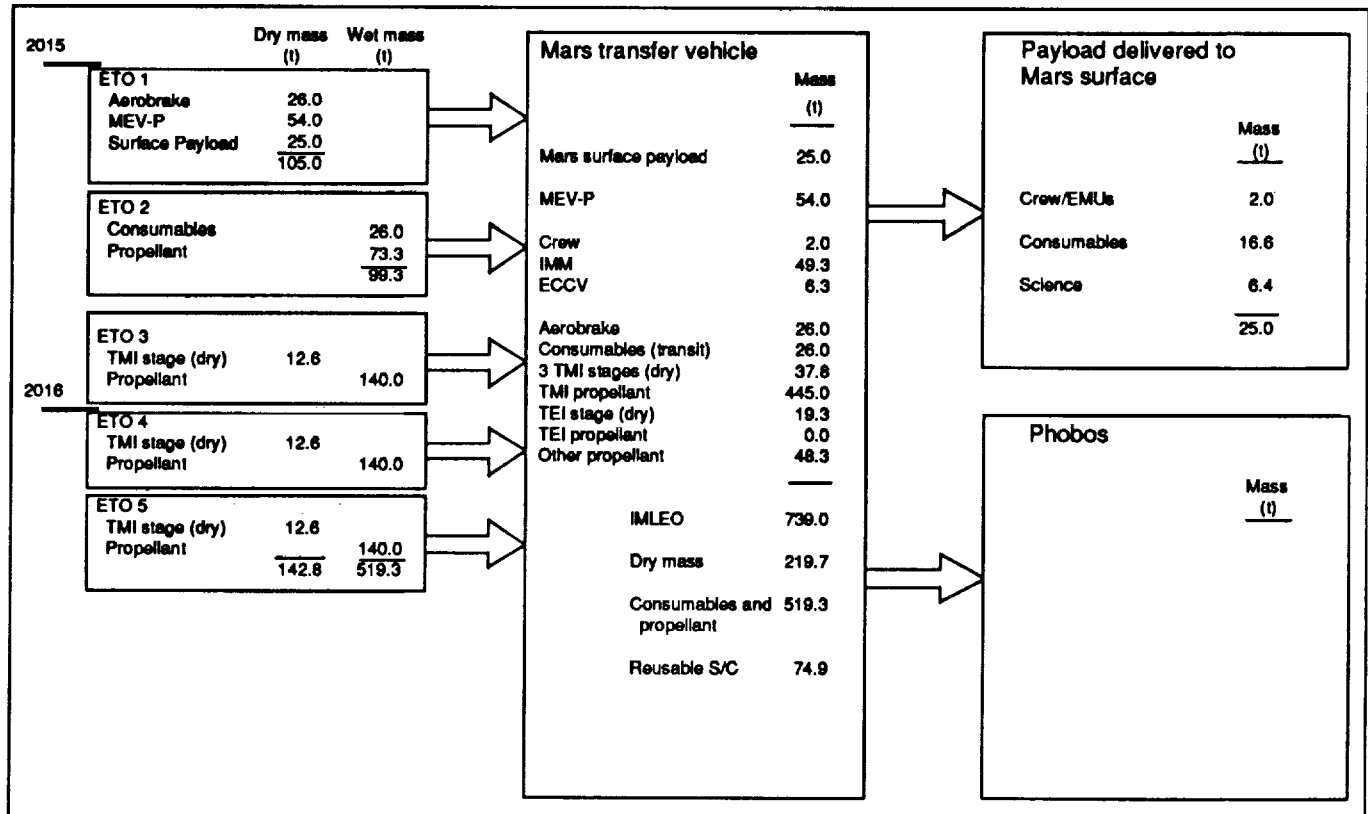 2015
Dry mass Wet mass
(t) (t)
ETO 1
Aerobrake 26.0
MEV-P 54.0
Surface Payload 25.0
105.0
ETO 2
Consumables 26.0
Propellant 73.3
99.3
ETO 3
TMI stage (dry) 12.6
Propellant 140.0
2016
ETO 4
TMI stage (dry) 12.6
Propellant 140.0
ETO 5
TMI stage (dry) 12.6
Propellant 140.0
142.8 519.3
Mars transfer vehicle
Mass
(t)
Mars surface payload 25.0
MEV-P 54.0
Crew 2.0
IMM 49.3
ECCV 6.3
Aerobrake 26.0
Consumables (transit) 26.0
3 TMI stages (dry) 37.8
TMI propellant 445.0
TEI stage (dry) 19.3
TEI propellant 0.0
Other propellant 48.3
IMLEO 739.0
Dry mass 219.7
Consumables and 519.3
propellant
Reusable S/C 74.9
Payload delivered to
Mars surface
Mass
(t)
Crew/EMUs 2.0
Consumables 16.6
Science 6.4
25.0
Phobos
Mass
(t)